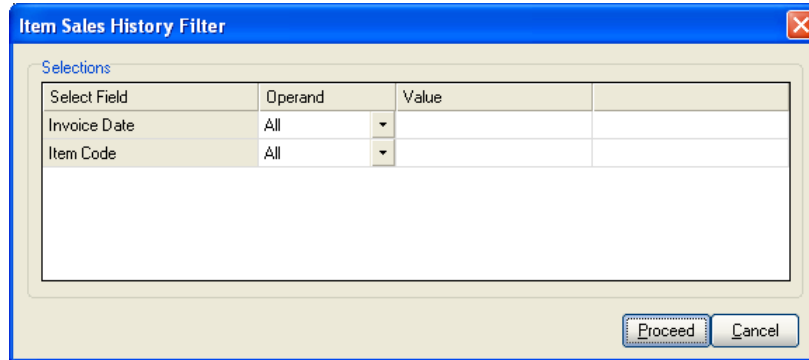 Item Sales History Filter
Selections
Select Field Operand Value
Invoice Date All
Item Code All
Proceed Cancel